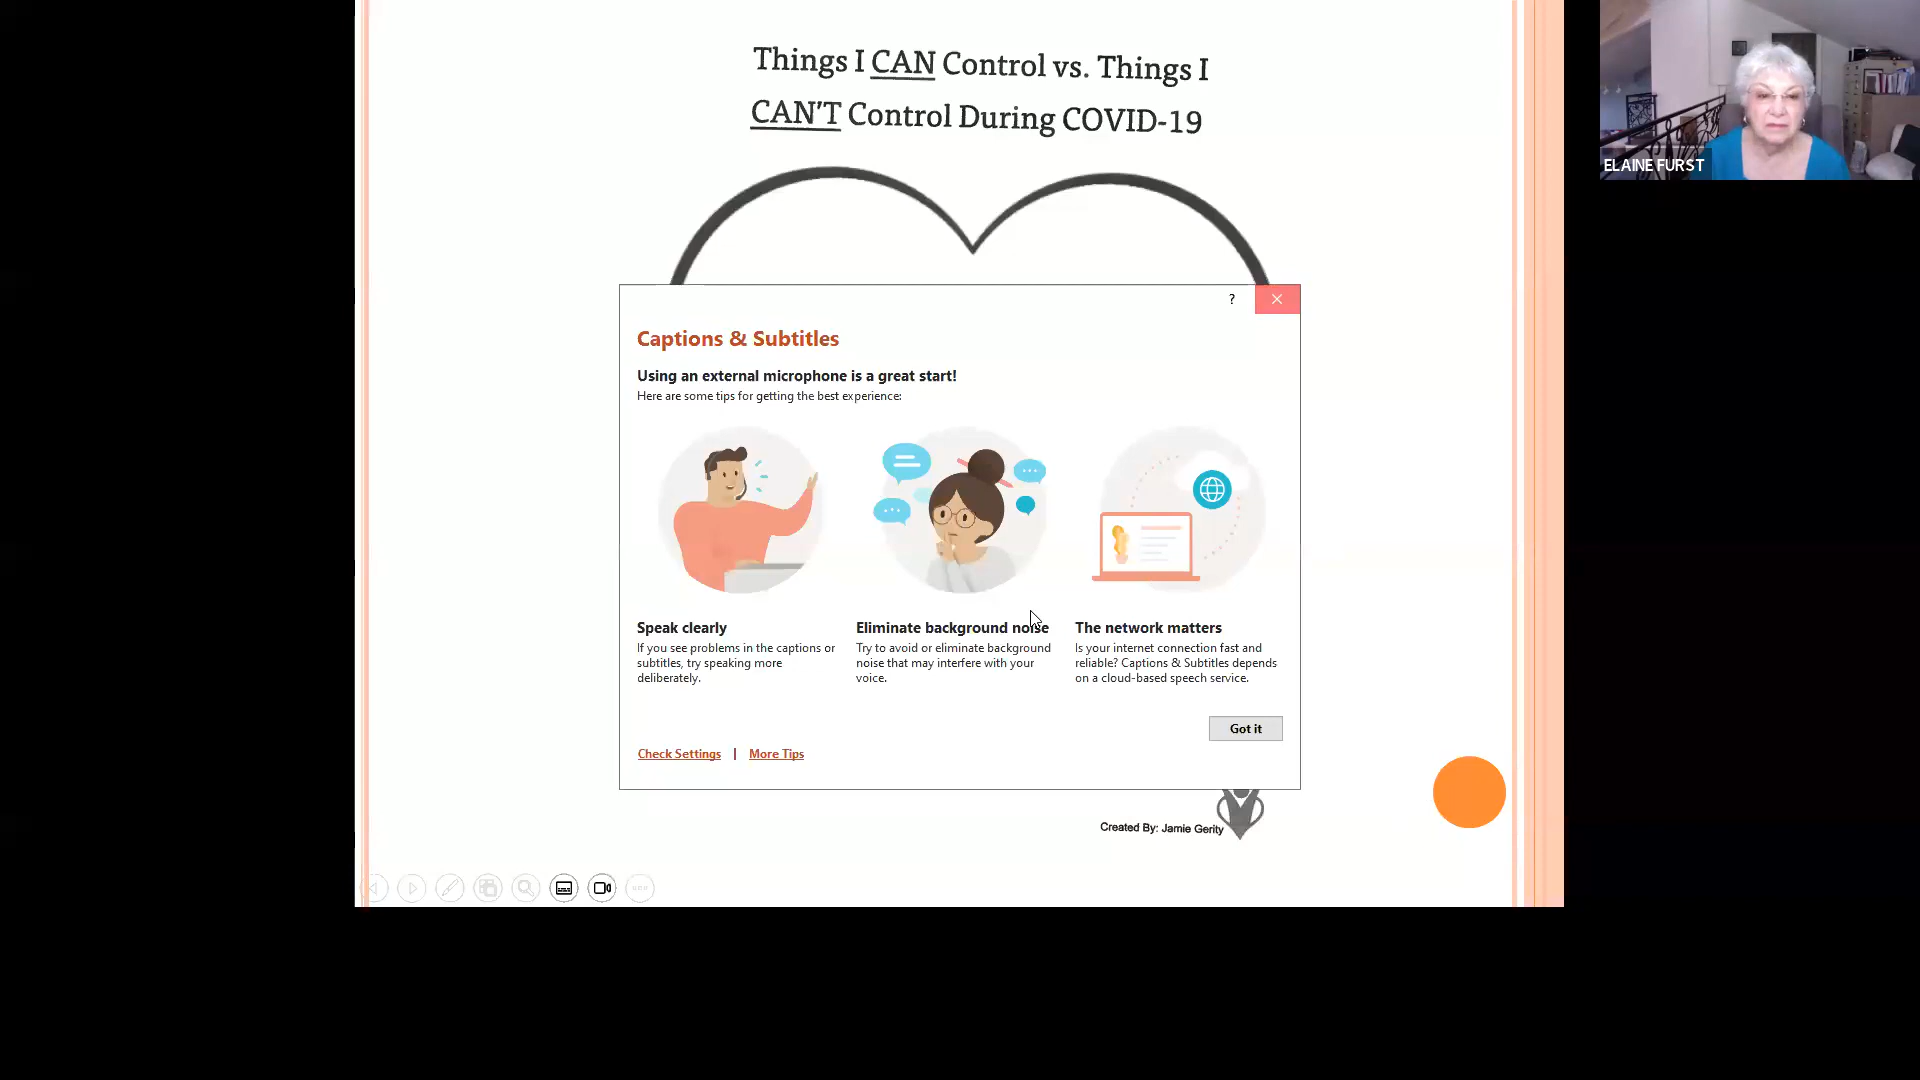 Things I CAN Control vs. Things I
CAN'T Control During COVID-19
ELAINE FURST
?
Captions & Subtitles
Using an external microphone is a great start!
Here are some tips for getting the best experience:
Speak clearly
If you see problems in the captions or
subtitles, try speaking more
deliberately.
Eliminate background noise
Try to avoid or eliminate background
noise that may interfere with your
voice.
The network matters
Is your internet connection fast and
reliable? Captions & Subtitles depends
on a cloud-based speech service.
Got it
Check Settings | More Tips
Created By: Jamie Gerity